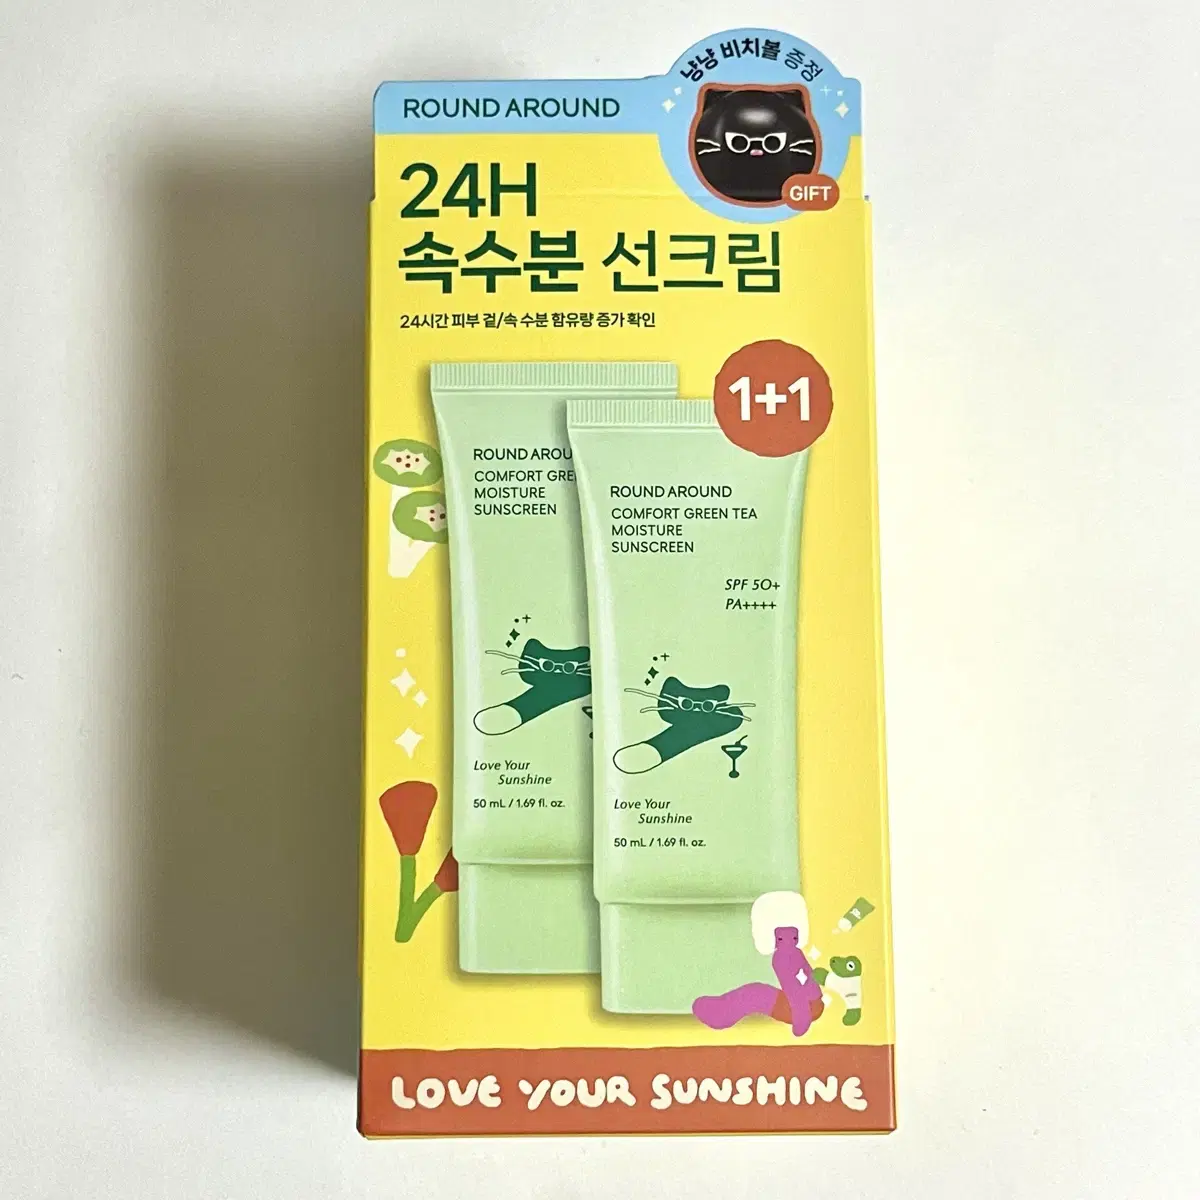 냥냥 비치볼 증정
GIFT
ROUND AROUND
24H
속수분 선크림
24시간 피부 겉/속 수분 함유량 증가 확인
1+1
ROUND AROU
COMFORT GREE
MOISTURE
SUNSCREEN
Love Your
Sunshine
50 mL / 1.69 fl. oz.
ROUND AROUND
COMFORT GREEN TEA
MOISTURE
SUNSCREEN
SPF 50+
PA++++
Love Your
Sunshine
50 mL / 1.69 fl. oz.
LOVE YOUR SUNSHINE